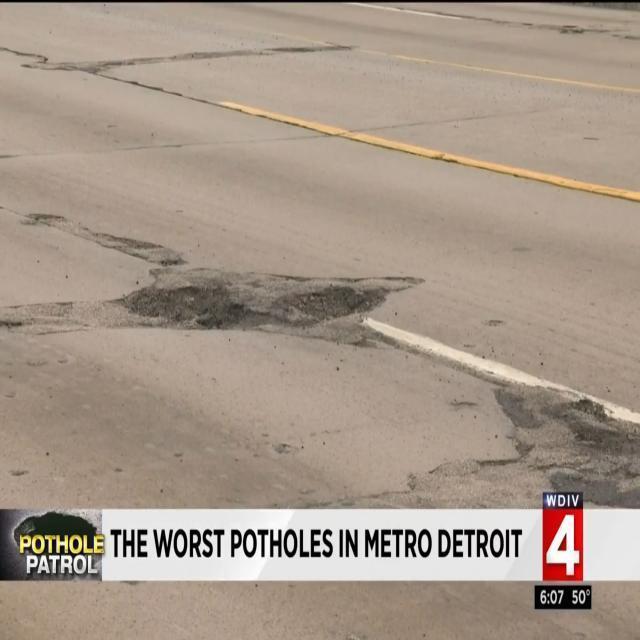 POTHOLE
PATROL
THE WORST POTHOLES IN METRO DETROIT
WDIV
4
6:07 50°